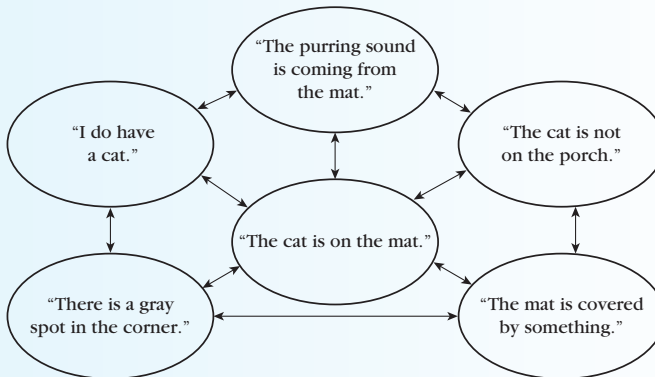 “The purring sound
is coming from
the mat.”
“I do have
a cat.”
“The cat is not
on the porch.”
“The cat is on the mat.”
“There is a gray
spot in the corner.”
“The mat is covered
by something.”